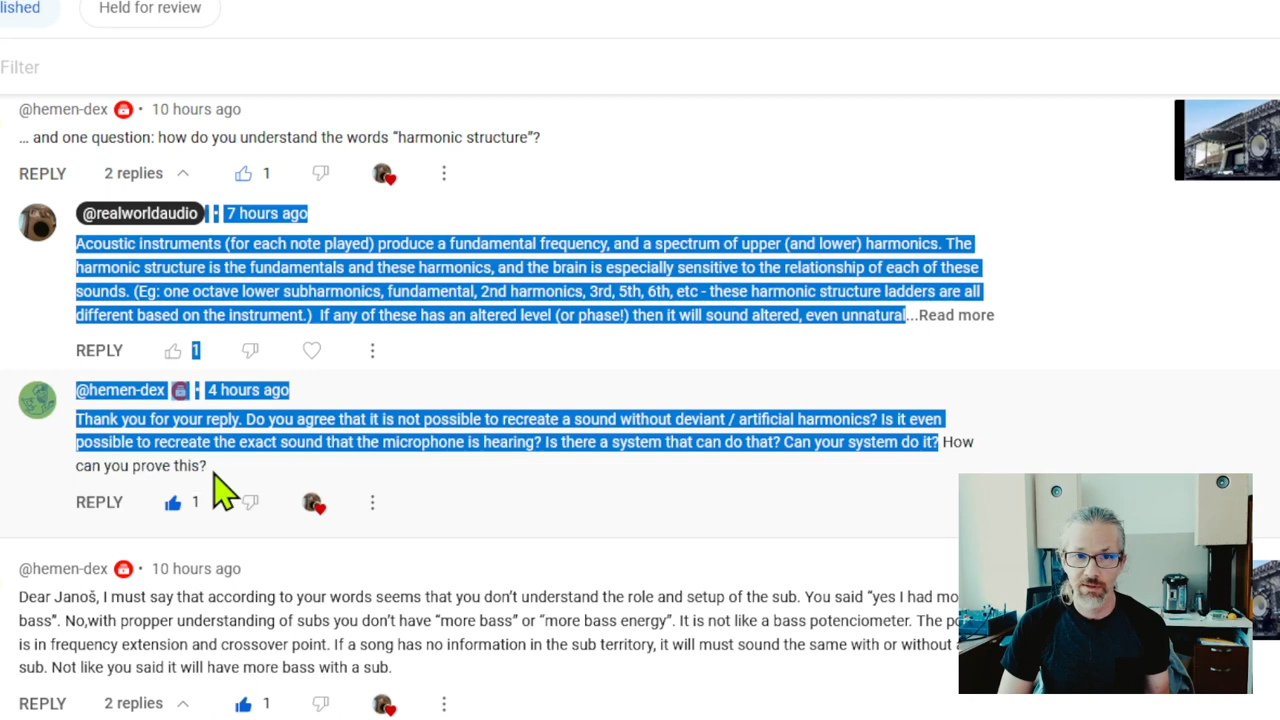 lished
Held for review
Filter
@hemen-dex • 10 hours ago
... and one question: how do you understand the words “harmonic structure”?
REPLY 2 replies 1
@realworldaudio • 7 hours ago
Acoustic instruments (for each note played) produce a fundamental frequency, and a spectrum of upper (and lower) harmonics. The
harmonic structure is the fundamentals and these harmonics, and the brain is especially sensitive to the relationship of each of these
sounds. (Eg: one octave lower subharmonics, fundamental, 2nd harmonics, 3rd, 5th, 6th, etc - these harmonic structure ladders are all
different based on the instrument.) If any of these has an altered level (or phase!) then it will sound altered, even unnatural...Read more
REPLY 1
@hemen-dex • 4 hours ago
Thank you for your reply. Do you agree that it is not possible to recreate a sound without deviant / artificial harmonics? Is it even
possible to recreate the exact sound that the microphone is hearing? Is there a system that can do that? Can your system do it? How
can you prove this?
REPLY 1
@hemen-dex • 10 hours ago
Dear Janoš, I must say that according to your words seems that you don’t understand the role and setup of the sub. You said “yes I had mo
bass”. No,with propper understanding of subs you don’t have “more bass” or “more bass energy”. It is not like a bass potenciometer. The
is in frequency extension and crossover point. If a song has no information in the sub territory, it will must sound the same with or without
sub. Not like you said it will have more bass with a sub.
REPLY 2 replies 1